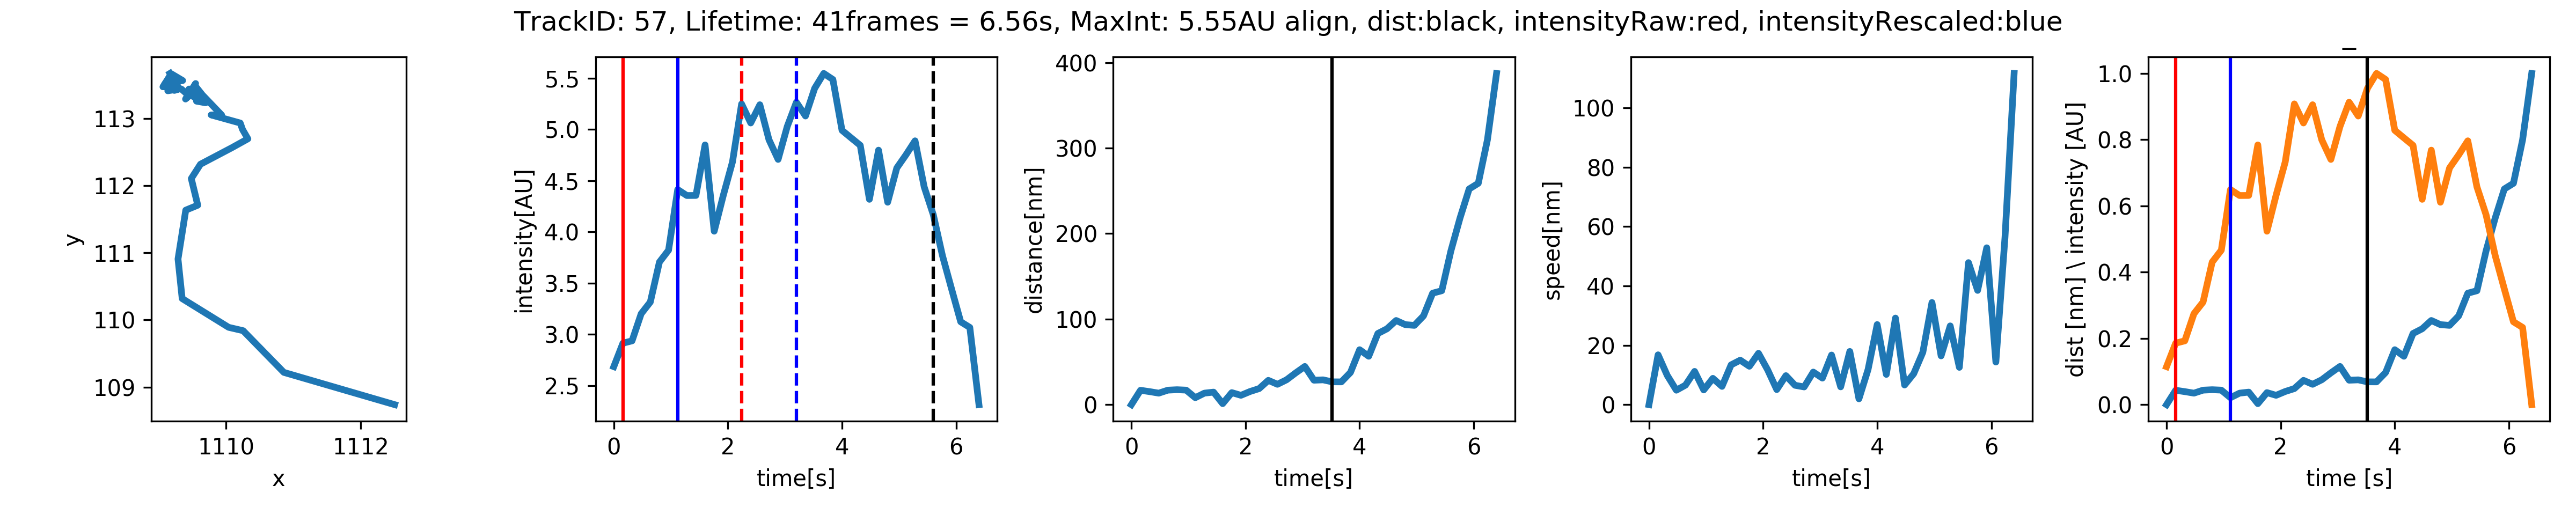 TrackID: 57, Lifetime: 41frames = 6.56s, MaxInt: 5.55AU align, dist:black, intensityRaw:red, intensityRescaled:blue
_
y
113
112
111
110
109
1110 1112
x
intensity[AU]
5.5
5.0
4.5
4.0
3.5
3.0
2.5
0 2 4 6
time[s]
distance[nm]
400
300
200
100
0
0 2 4 6
time[s]
speed[nm]
100
80
60
40
20
0
0 2 4 6
time[s]
dist [nm] \ intensity [AU]
1.0
0.8
0.6
0.4
0.2
0.0
0 2 4 6
time [s]